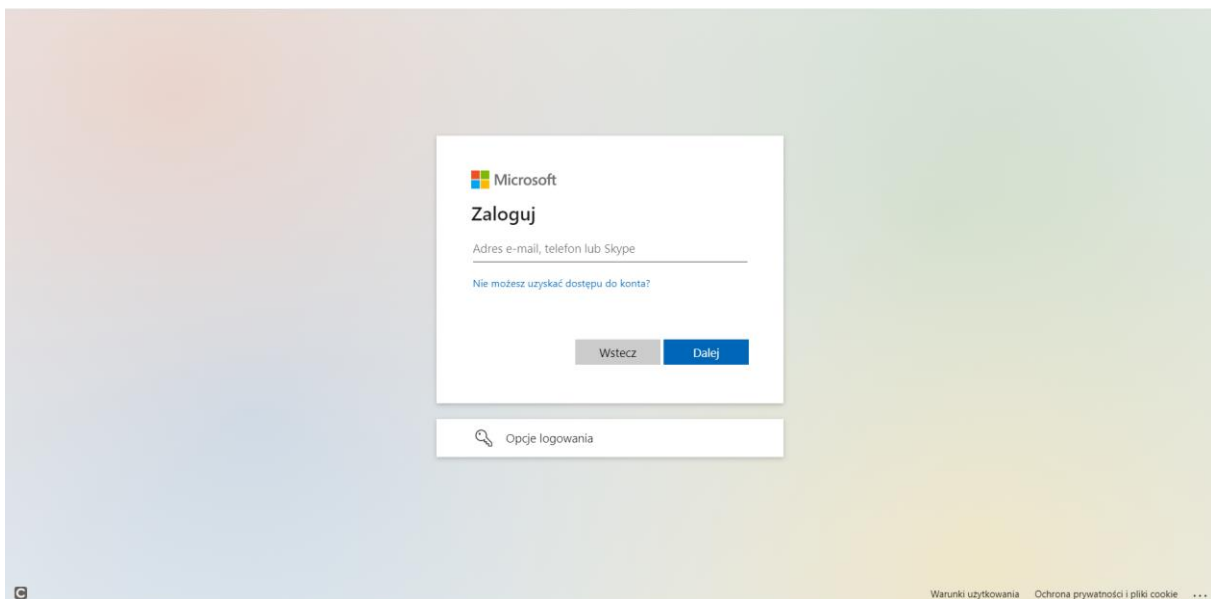 Microsoft
Zaloguj
Adres e-mail, telefon lub Skype
Nie możesz uzyskać dostępu do konta?
Wstecz Dalej
Opcje logowania
C
Warunki użytkowania Ochrona prywatności i pliki cookie ...